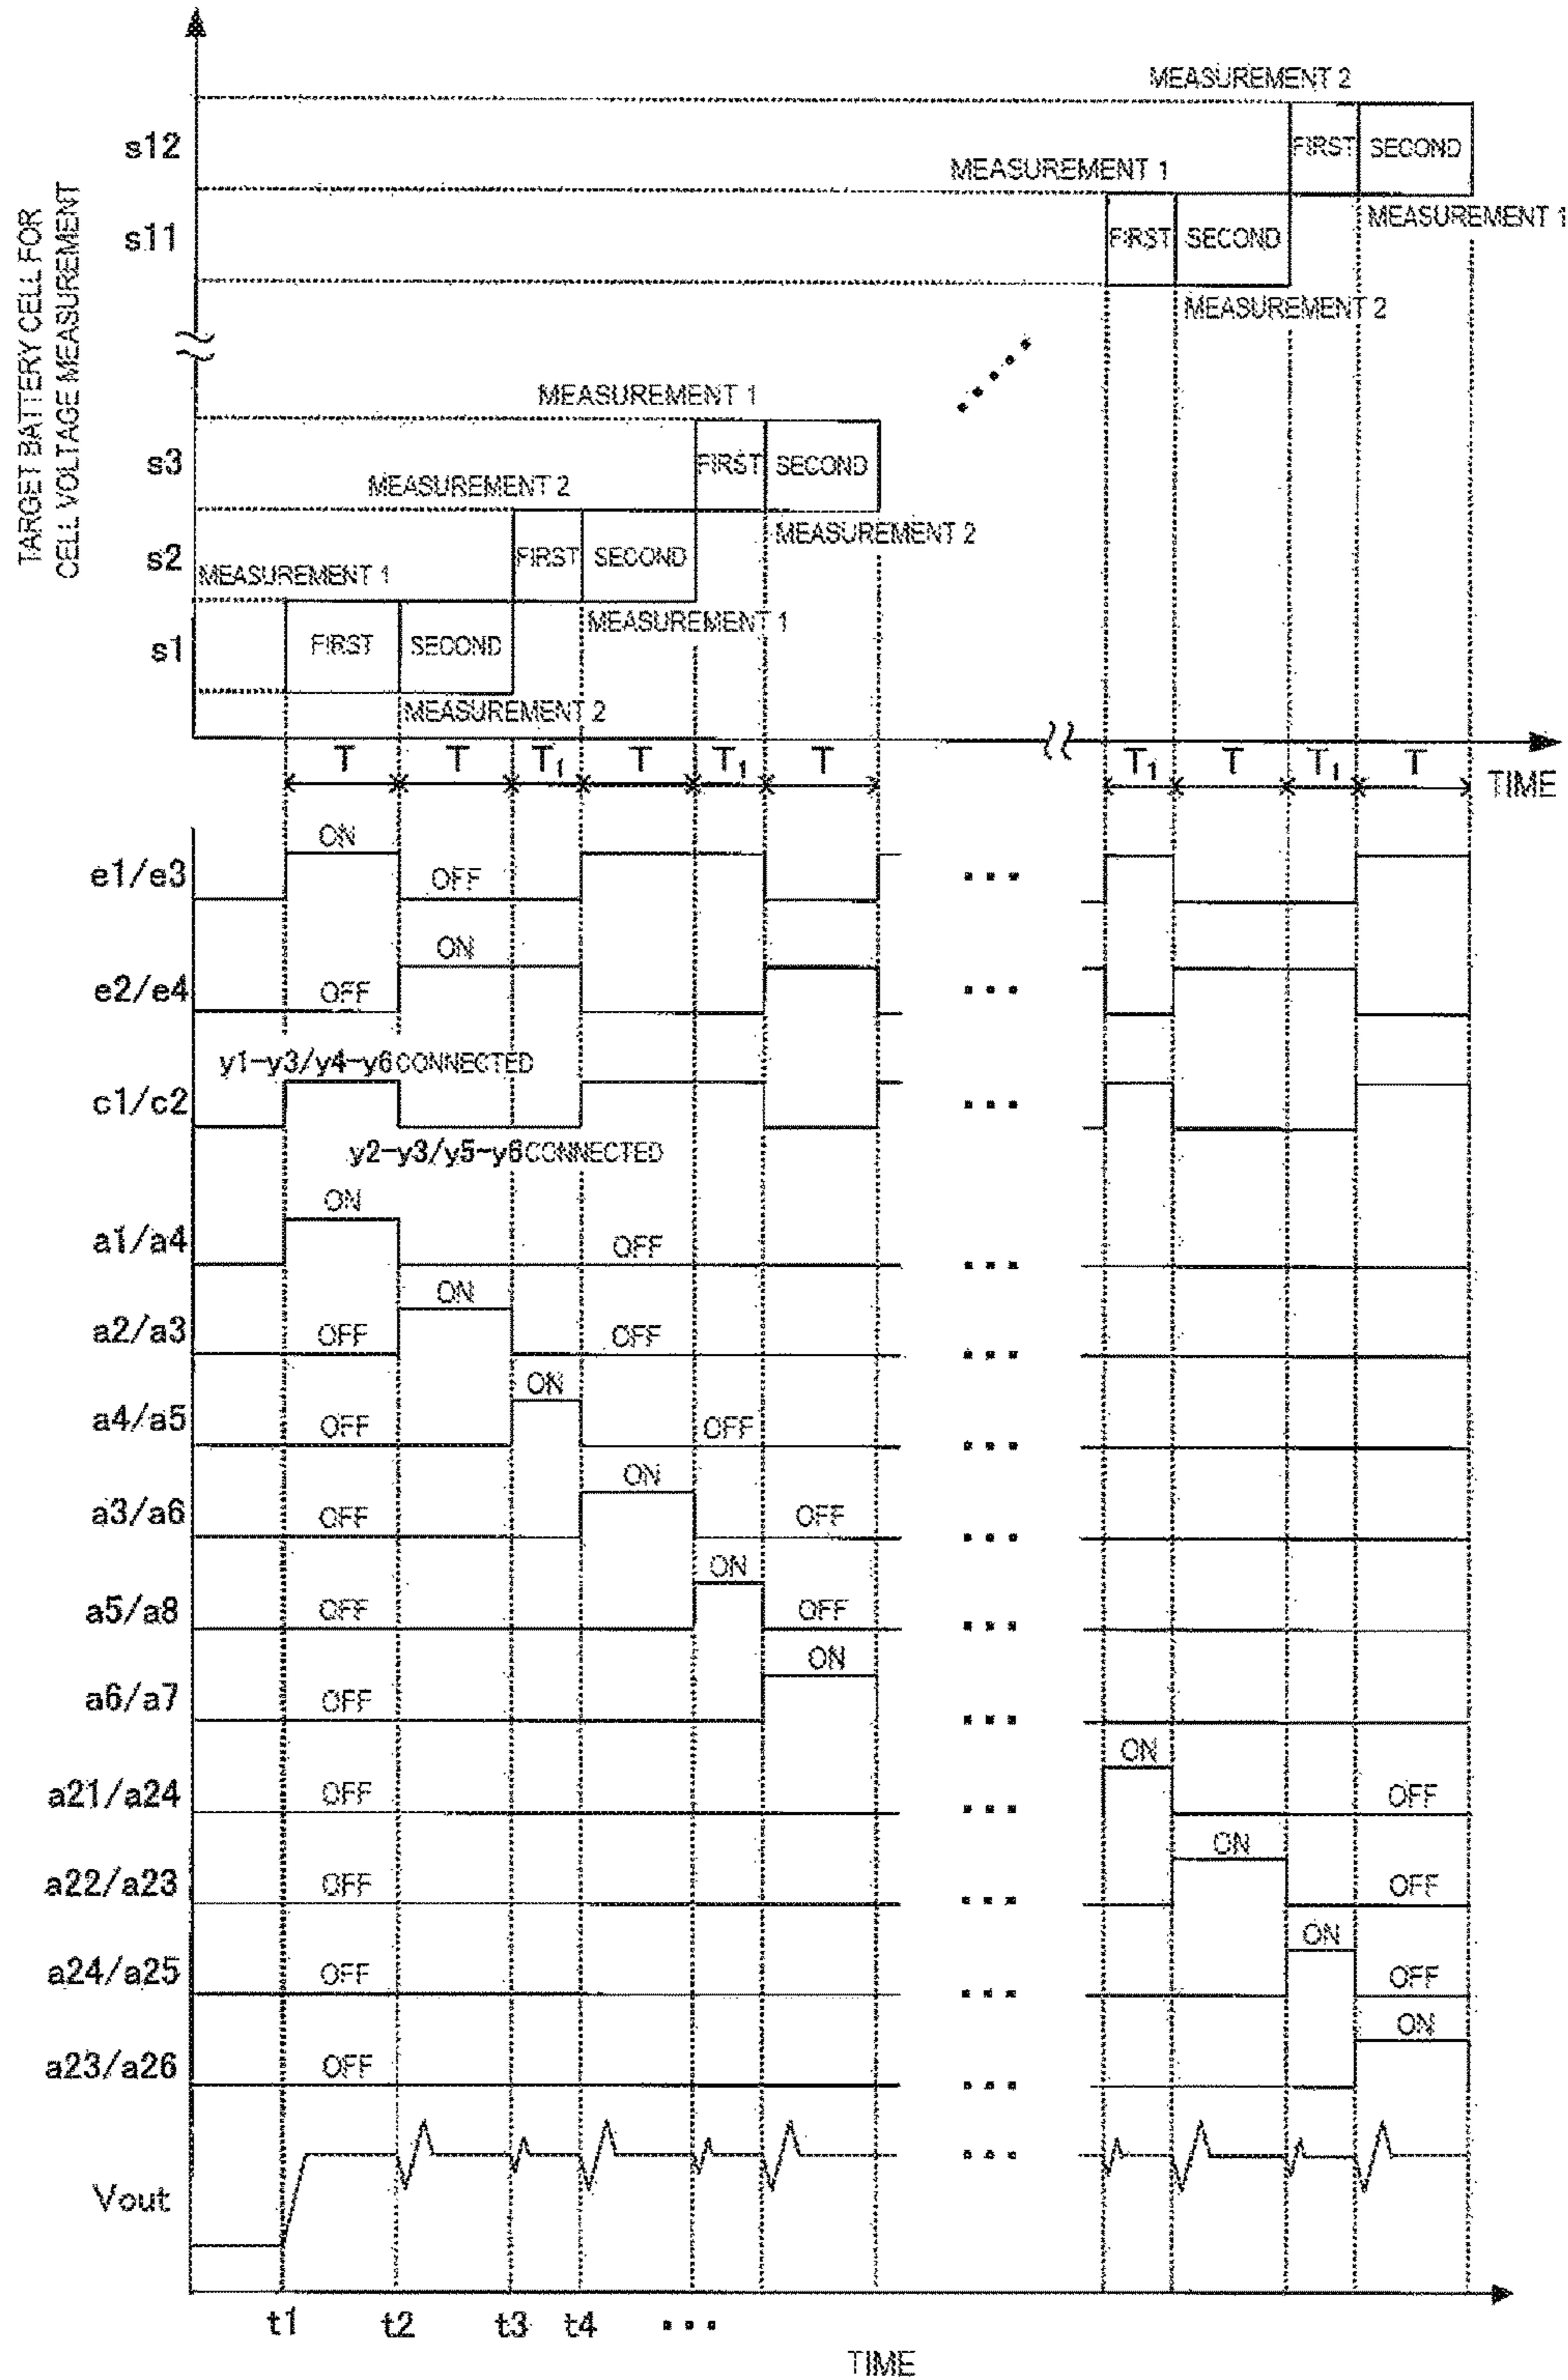 MEASUREMENT 2
s12
FIRST
SECOND
MEASUREMENT 1
MEASUREMENT 1
s11
FIRST
SECOND
MEASUREMENT 2
TARGET BATTERY CELL FOR
CELL VOLTAGE MEASUREMENT
MEASUREMENT 1
s3
FIRST
SECOND
MEASUREMENT 2
MEASUREMENT 2
s2
FIRST
SECOND
MEASUREMENT 1
MEASUREMENT 1
s1
FIRST
SECOND
MEASUREMENT 2
T T T1 T T1 T T1 T T1 T
TIME
e1/e3 ON OFF ...
e2/e4 OFF ON ...
y1-y3/y4-y6 CONNECTED
c1/c2 ...
y2-y3/y5-y6 CONNECTED
a1/a4 ON OFF ...
a2/a3 OFF ON OFF ...
a4/a5 OFF ON OFF ...
a3/a6 OFF ON OFF ...
a5/a8 OFF ON OFF ...
a6/a7 OFF ON ...
a21/a24 OFF ... ON OFF
a22/a23 OFF ... ON OFF
a24/a25 OFF ... ON OFF
a23/a26 OFF ... ON
Vout ...
t1 t2 t3 t4 ...
TIME